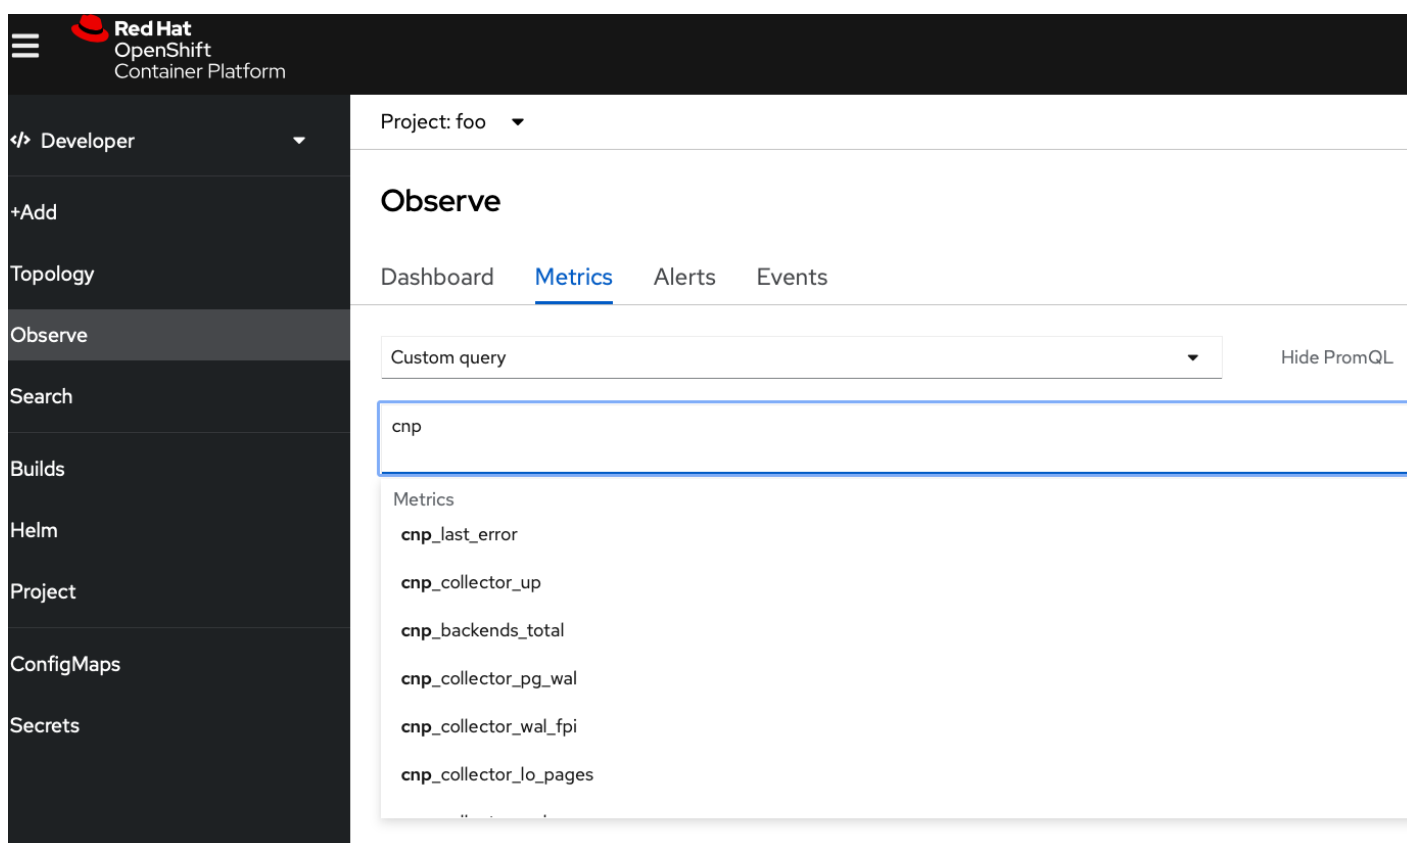 Red Hat
OpenShift
Container Platform
Developer
+Add
Topology
Observe
Search
Builds
Helm
Project
ConfigMaps
Secrets
Project: foo
Observe
Dashboard Metrics Alerts Events
Custom query Hide PromQL
cnp
Metrics
cnp_last_error
cnp_collector_up
cnp_backends_total
cnp_collector_pg_wal
cnp_collector_wal_fpi
cnp_collector_lo_pages